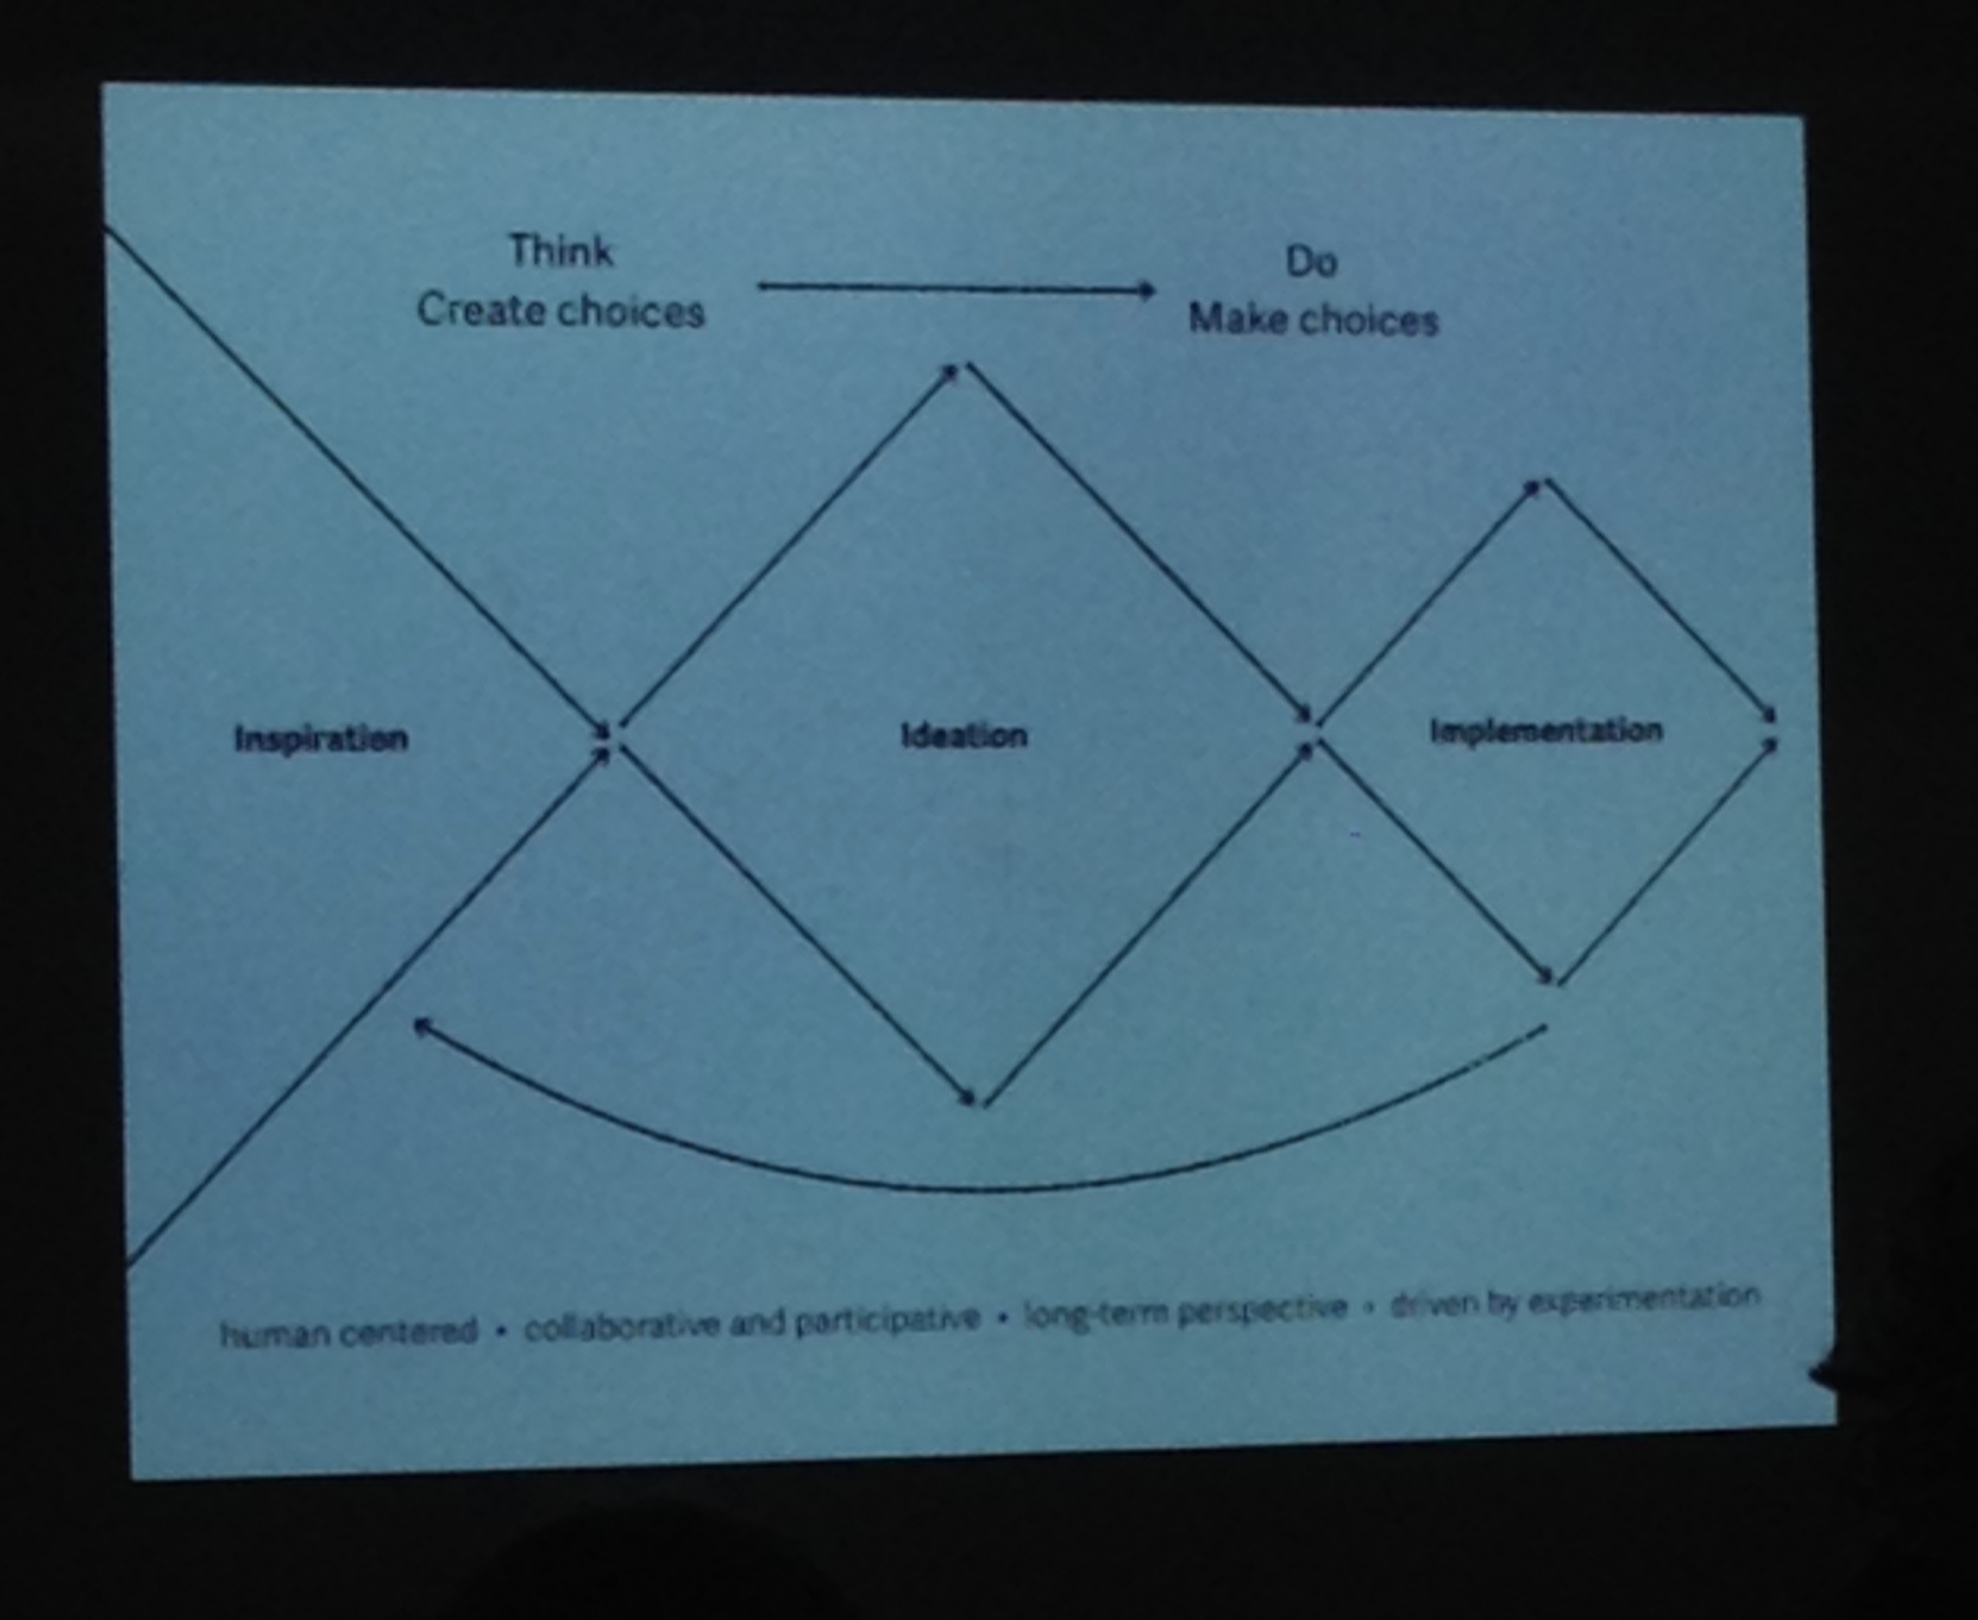 Think
Create choices
Do
Make choices
Inspiration
Ideation
Implementation
human centered • collaborative and participative • long-term perspective • driven by experimentation